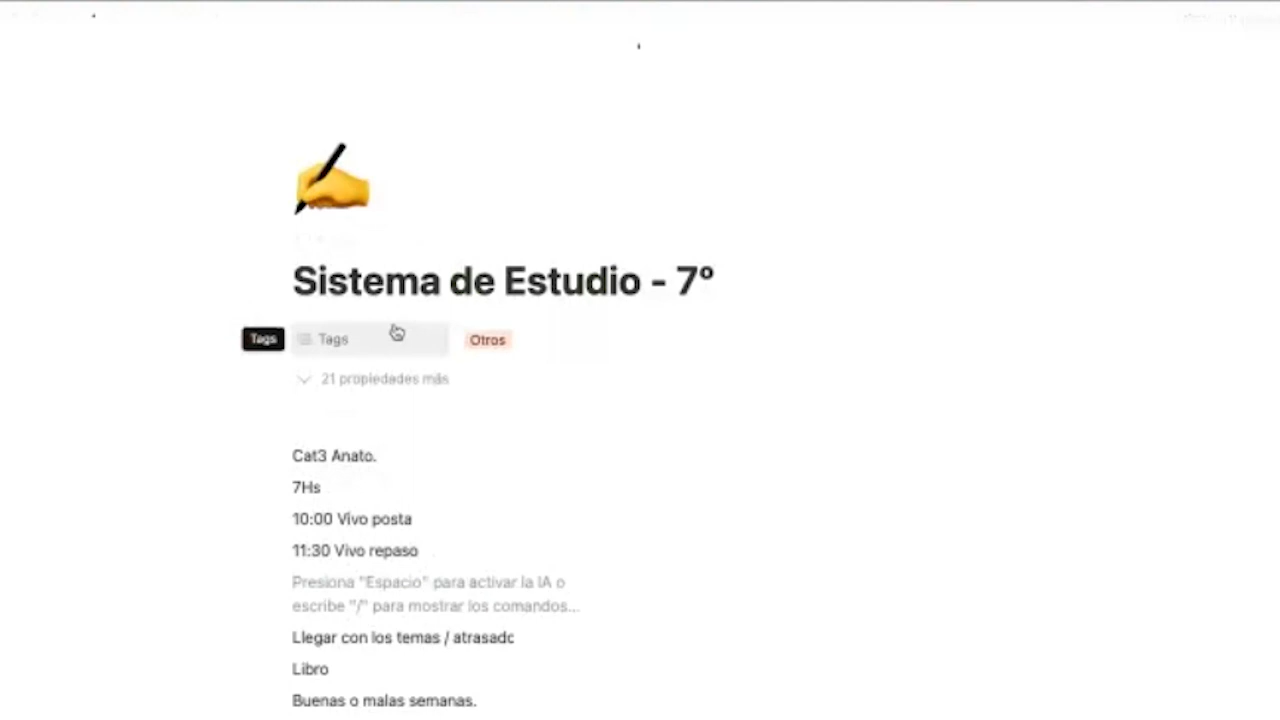 Sistema de Estudio - 7º
Tags Tags Otros
21 propiedades más
Cat3 Anato.
7Hs
10:00 Vivo posta
11:30 Vivo repaso
Presiona "Espacio" para activar la IA o
escribe "/" para mostrar los comandos...
Llegar con los temas / atrasadc
Libro
Buenas o malas semanas.